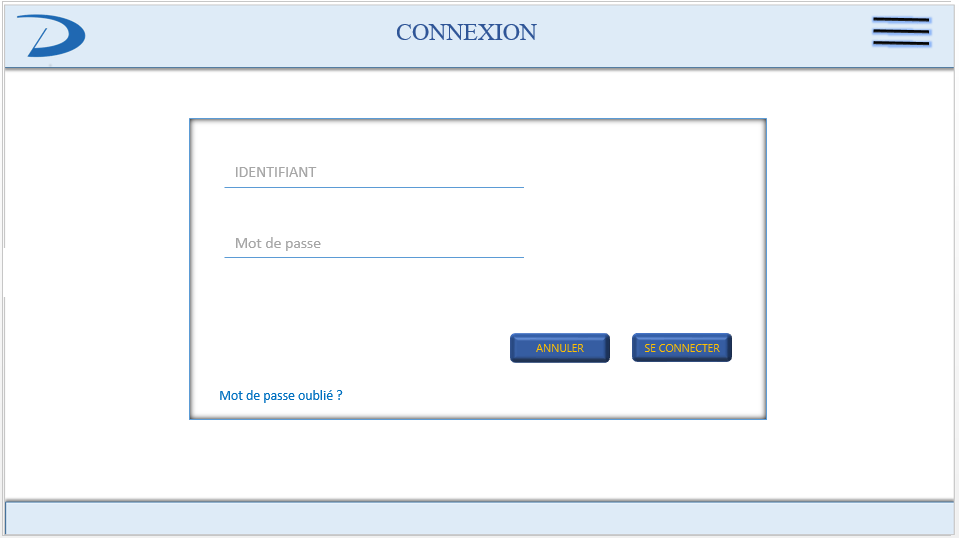 CONNEXION
IDENTIFIANT
Mot de passe
ANNULER
SE CONNECTER
Mot de passe oublié ?